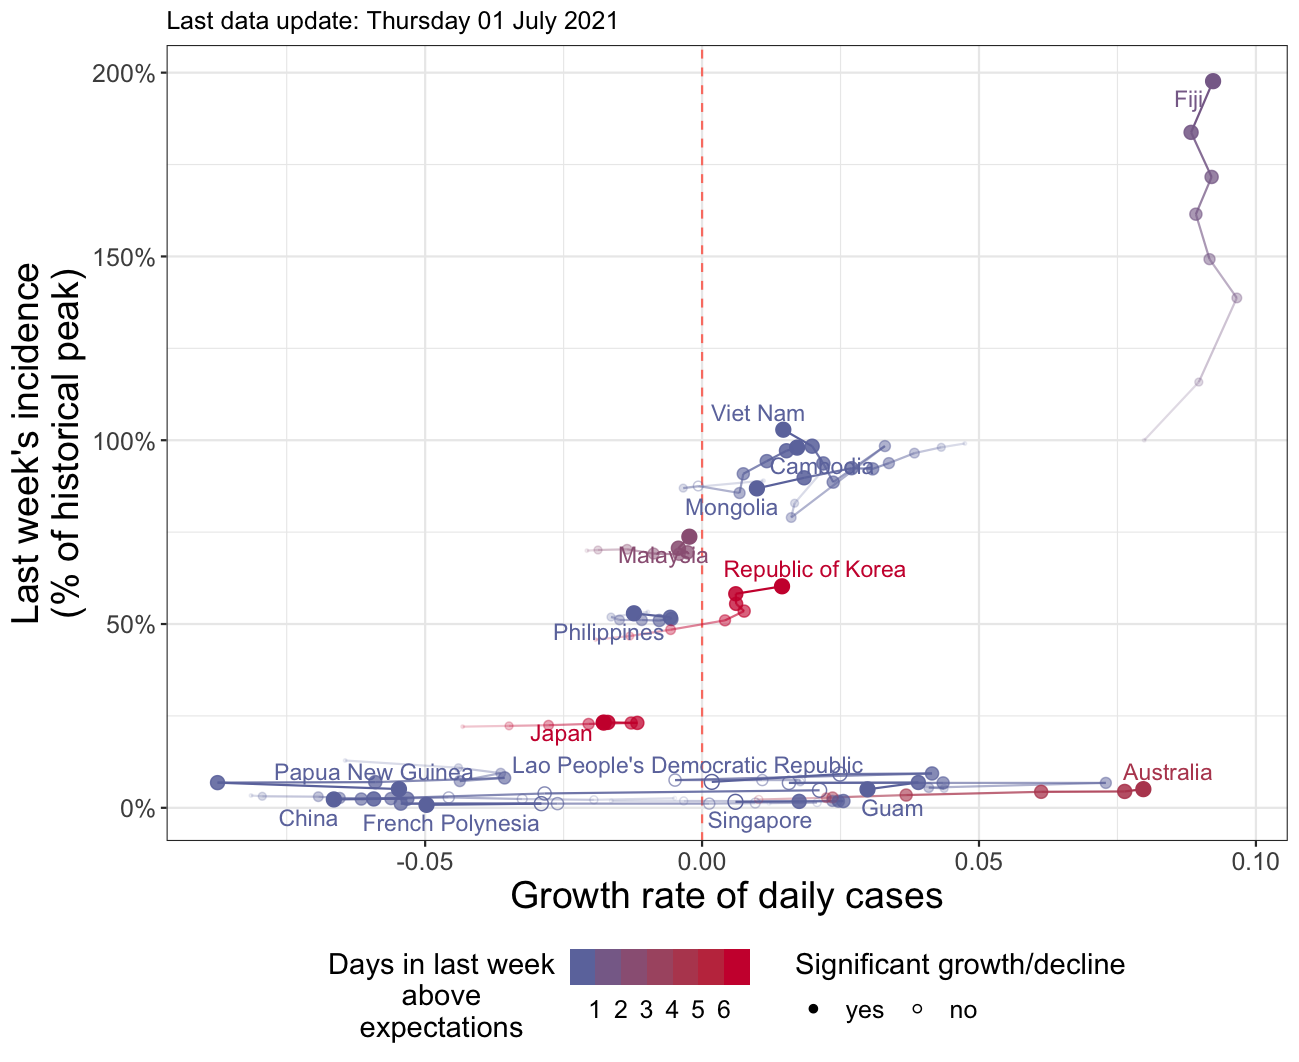 Last data update: Thursday 01 July 2021
Last week's incidence
(% of historical peak)
200%
150%
100%
50%
0%
Fiji
Viet Nam
Cambodia
Mongolia
Malaysia
Republic of Korea
Philippines
Japan
Papua New Guinea
Lao People's Democratic Republic
Australia
China
French Polynesia
Singapore
Guam
-0.05
0.00
0.05
0.10
Growth rate of daily cases
Days in last week
above
expectations
1 2 3 4 5 6
Significant growth/decline
yes
no